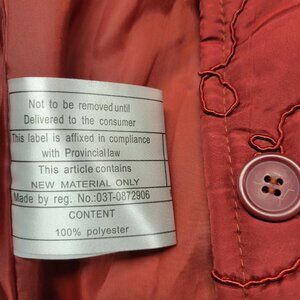 Not to be removed until
Delivered to the consumer
This label is affixed in compliance
with Provincial law
This article contains
NEW MATERIAL ONLY
Made by reg. No.:03T-0872906
CONTENT
100% polyester